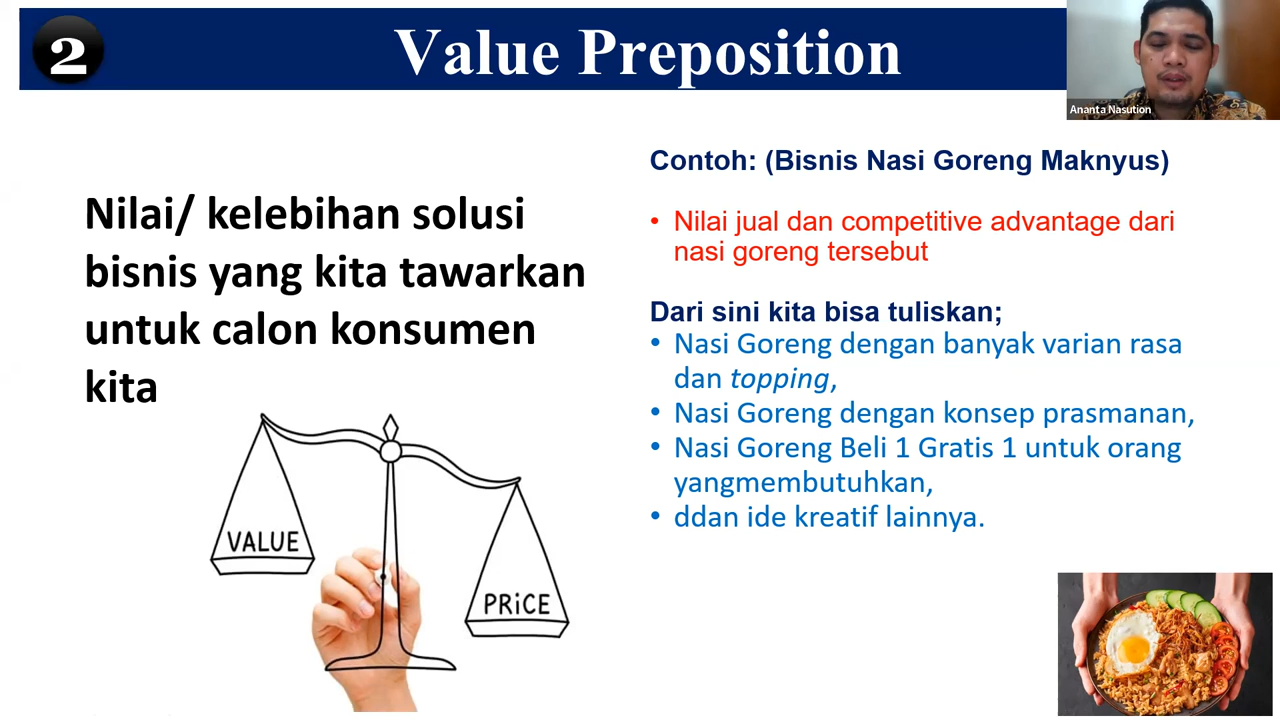 2
Value Preposition
Ananta Nasution
Nilai/ kelebihan solusi
bisnis yang kita tawarkan
untuk calon konsumen
kita
VALUE
PRiCE
Contoh: (Bisnis Nasi Goreng Maknyus)
• Nilai jual dan competitive advantage dari
nasi goreng tersebut
Dari sini kita bisa tuliskan;
• Nasi Goreng dengan banyak varian rasa
dan topping,
• Nasi Goreng dengan konsep prasmanan,
• Nasi Goreng Beli 1 Gratis 1 untuk orang
yangmembutuhkan,
• ddan ide kreatif lainnya.